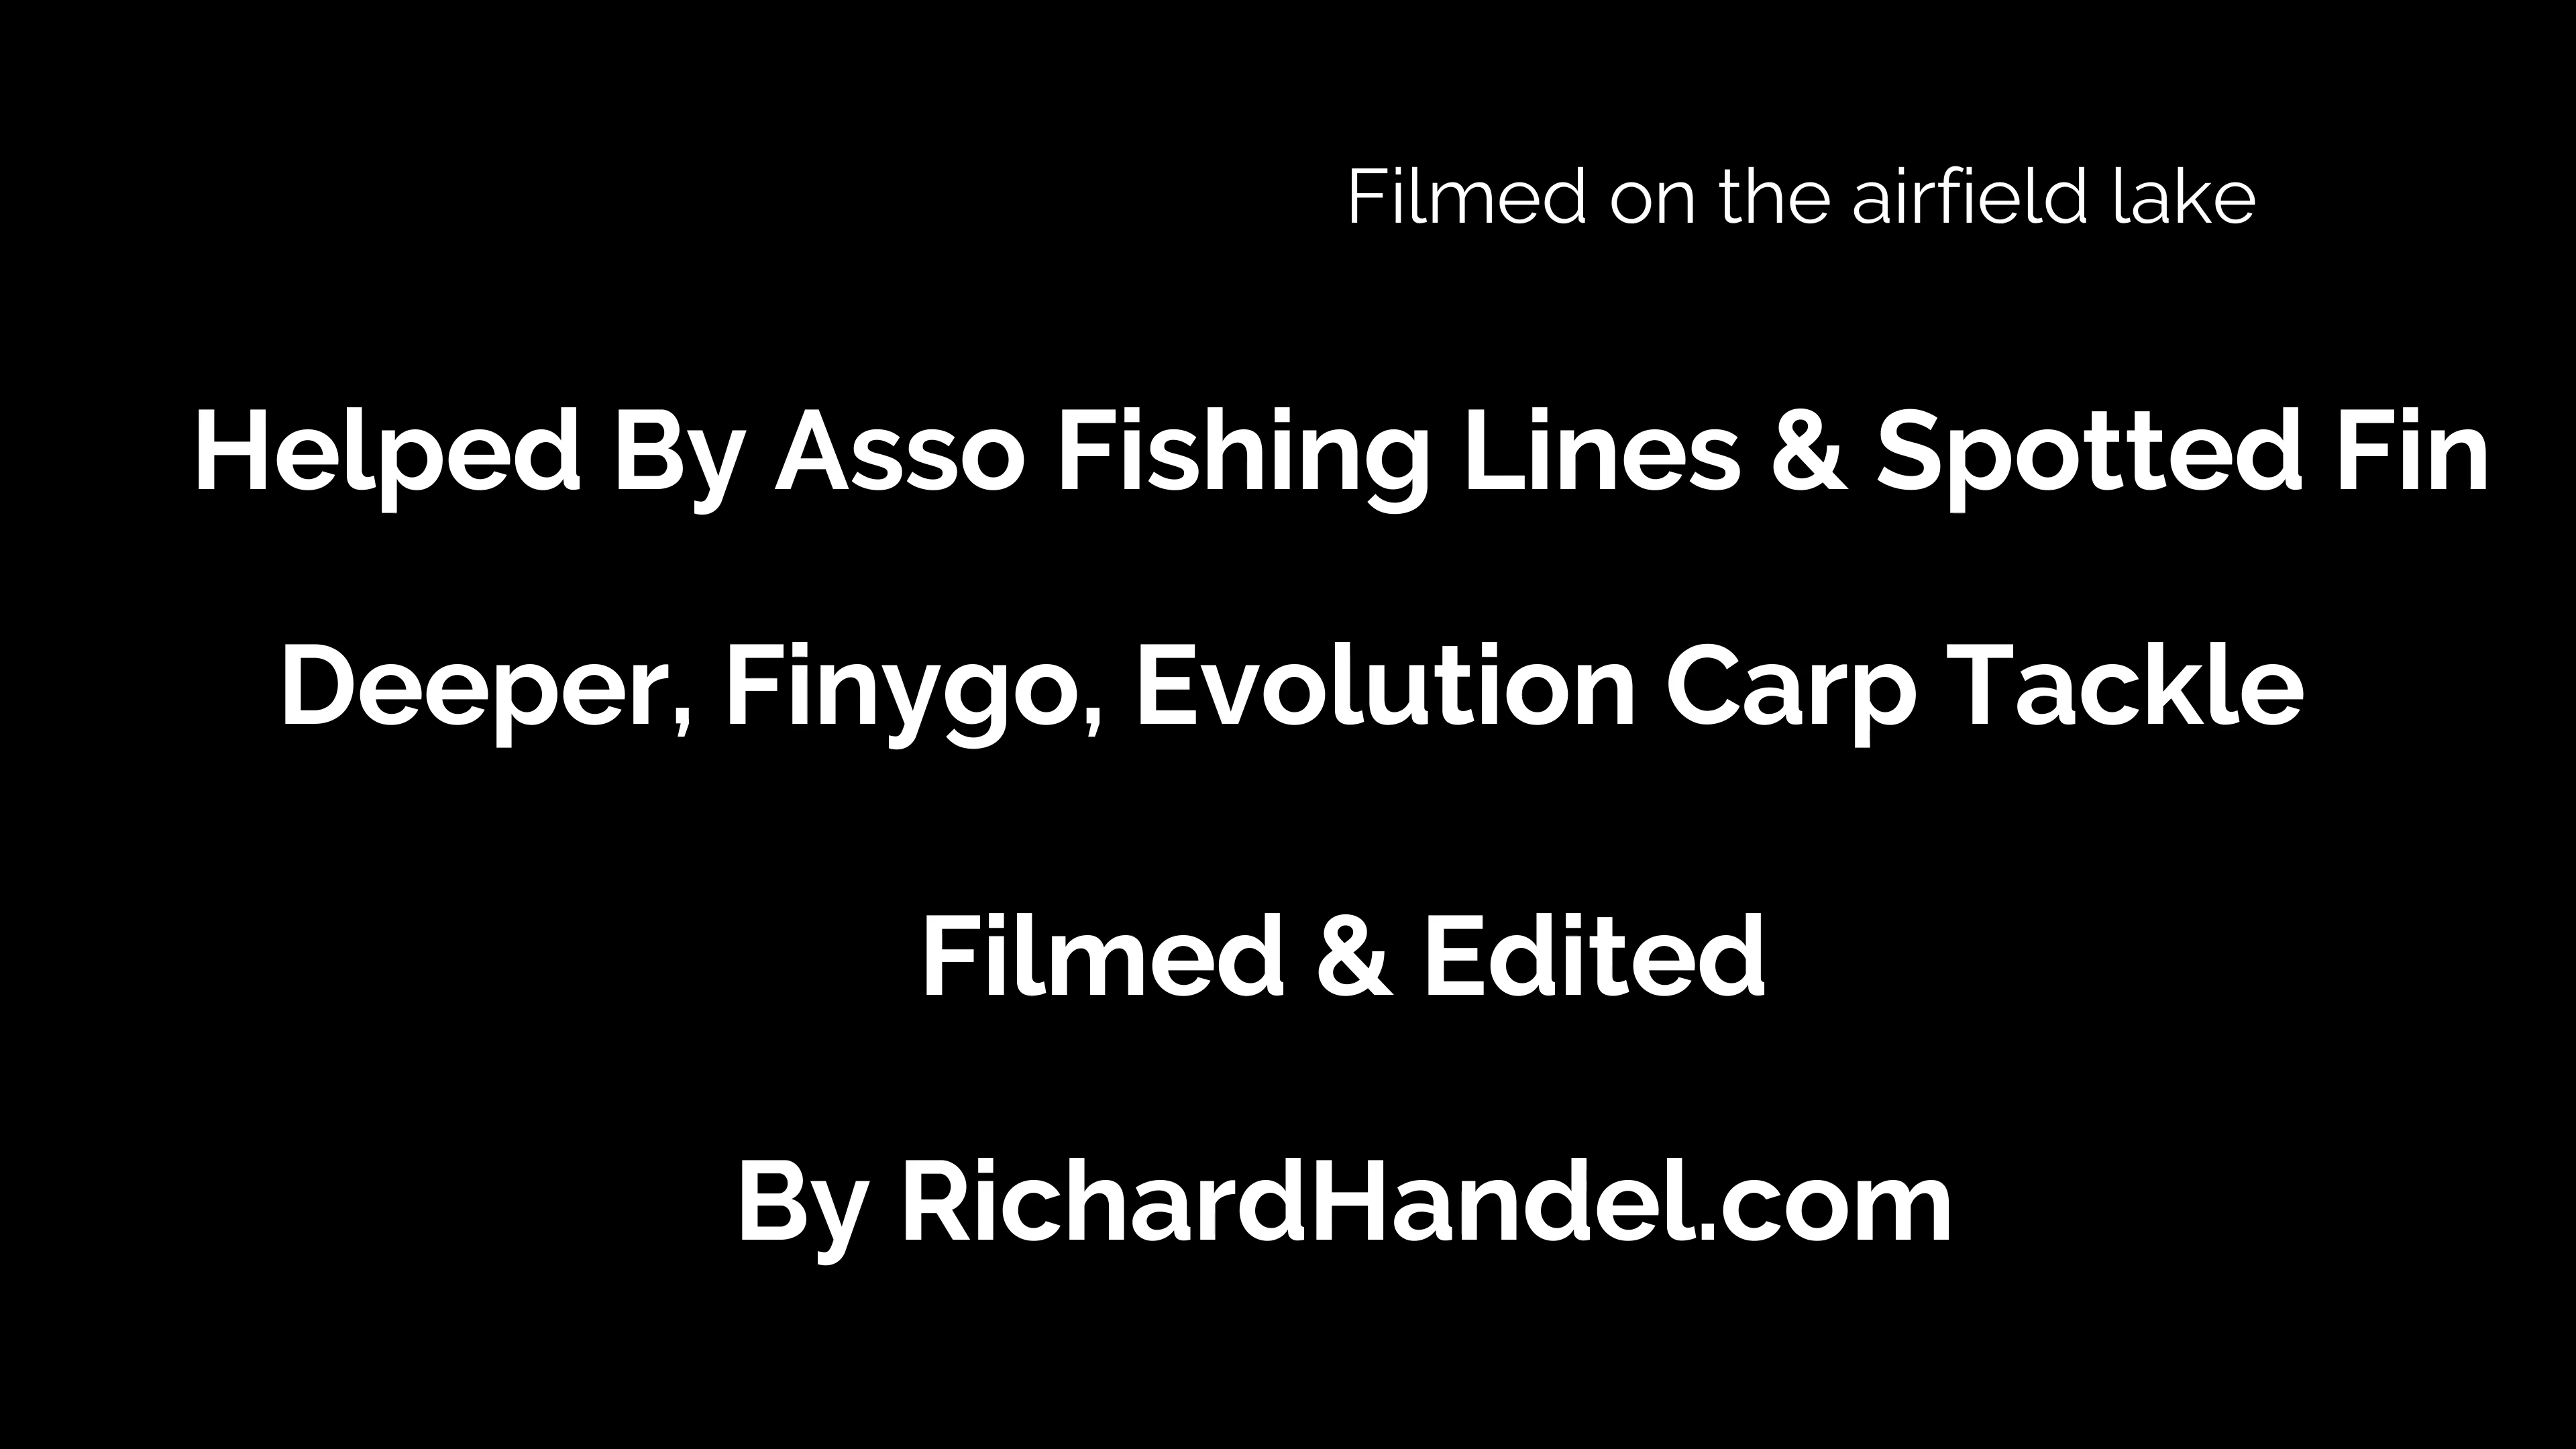 Filmed on the airfield lake
Helped By Asso Fishing Lines & Spotted Fin
Deeper, Finygo, Evolution Carp Tackle
Filmed & Edited
By RichardHandel.com